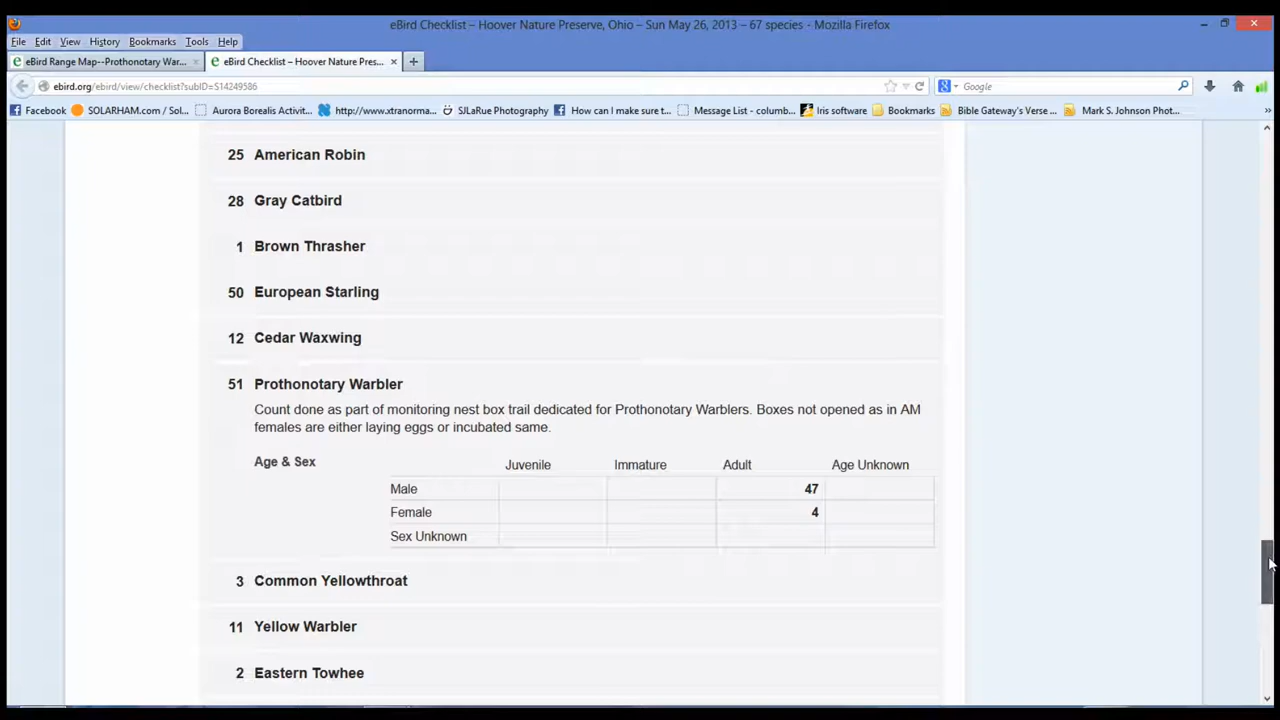 eBird Checklist – Hoover Nature Preserve, Ohio – Sun May 26, 2013 – 67 species - Mozilla Firefox
File Edit View History Bookmarks Tools Help
eBird Range Map--Prothonotary War... × eBird Checklist – Hoover Nature Pres... × +
ebird.org/ebird/view/checklist?subID=S14249586 Google
Facebook SOLARHAM.com / Sol... Aurora Borealis Activit... http://www.xtranorma... SJLaRue Photography How can I make sure t... Message List - columb... Iris software Bookmarks Bible Gateway's Verse ... Mark S. Johnson Phot... »
25 American Robin
28 Gray Catbird
1 Brown Thrasher
50 European Starling
12 Cedar Waxwing
51 Prothonotary Warbler
Count done as part of monitoring nest box trail dedicated for Prothonotary Warblers. Boxes not opened as in AM
females are either laying eggs or incubated same.
Age & Sex Juvenile Immature Adult Age Unknown
Male 47
Female 4
Sex Unknown
3 Common Yellowthroat
11 Yellow Warbler
2 Eastern Towhee